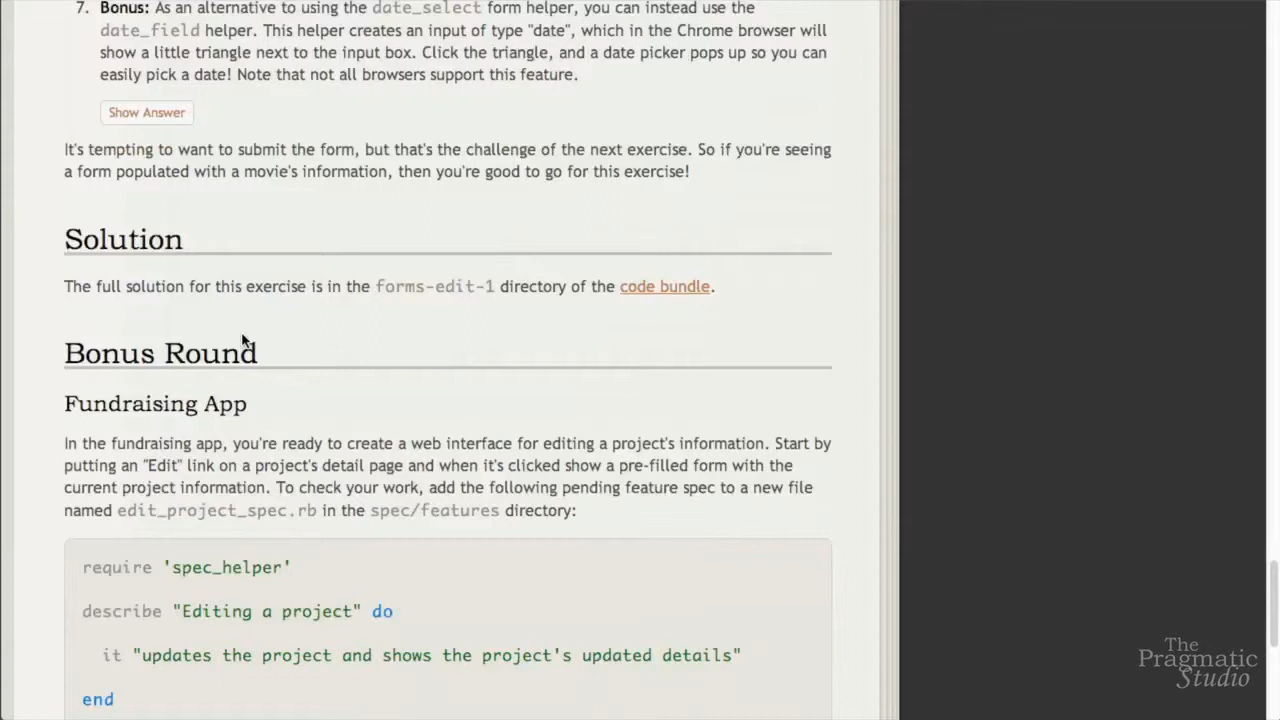 7. Bonus: As an alternative to using the date_select form helper, you can instead use the
date_field helper. This helper creates an input of type "date", which in the Chrome browser will
show a little triangle next to the input box. Click the triangle, and a date picker pops up so you can
easily pick a date! Note that not all browsers support this feature.
Show Answer
It's tempting to want to submit the form, but that's the challenge of the next exercise. So if you're seeing
a form populated with a movie's information, then you're good to go for this exercise!
Solution
The full solution for this exercise is in the forms-edit-1 directory of the code bundle.
Bonus Round
Fundraising App
In the fundraising app, you're ready to create a web interface for editing a project's information. Start by
putting an "Edit" link on a project's detail page and when it's clicked show a pre-filled form with the
current project information. To check your work, add the following pending feature spec to a new file
named edit_project_spec.rb in the spec/features directory:
require 'spec_helper'
describe "Editing a project" do
it "updates the project and shows the project's updated details"
end
The
Pragmatic
Studio